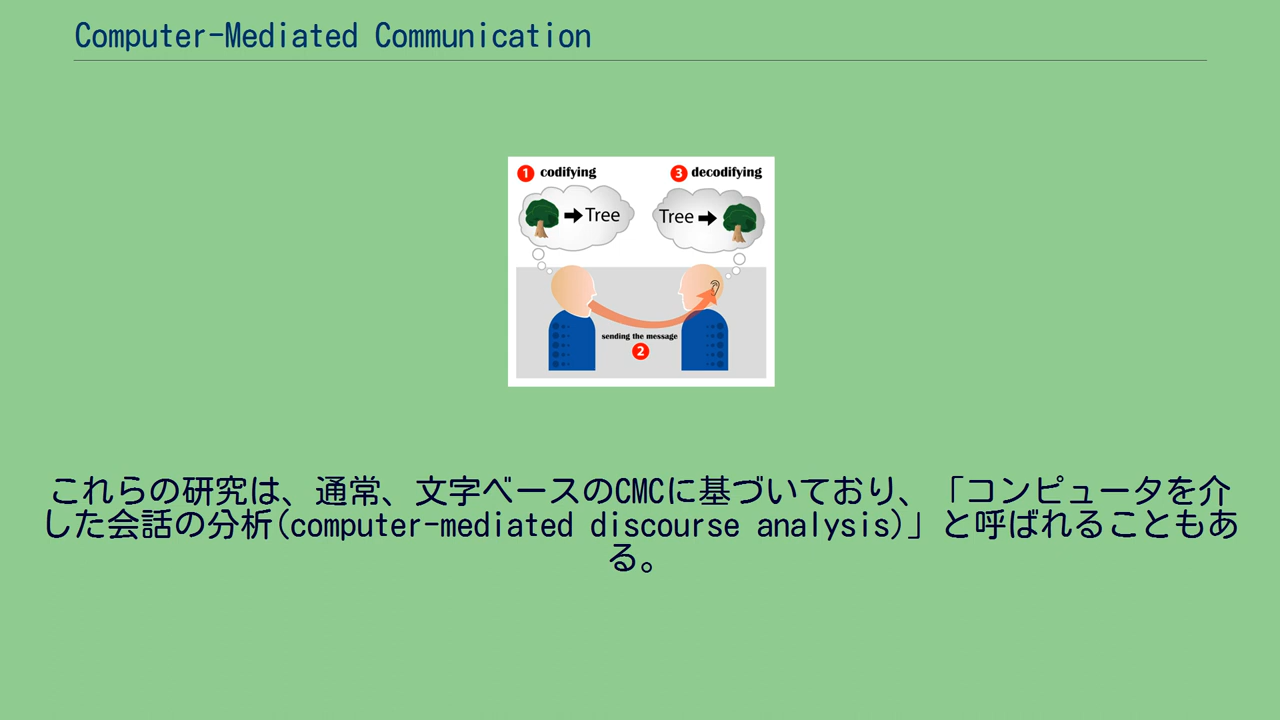 Computer-Mediated Communication
1 codifying
3 decodifying
Tree
Tree
sending the message
2
これらの研究は、通常、文字ベースのCMCに基づいており、「コンピュータを介
した会話の分析(computer-mediated discourse analysis)」と呼ばれることもあ
る。